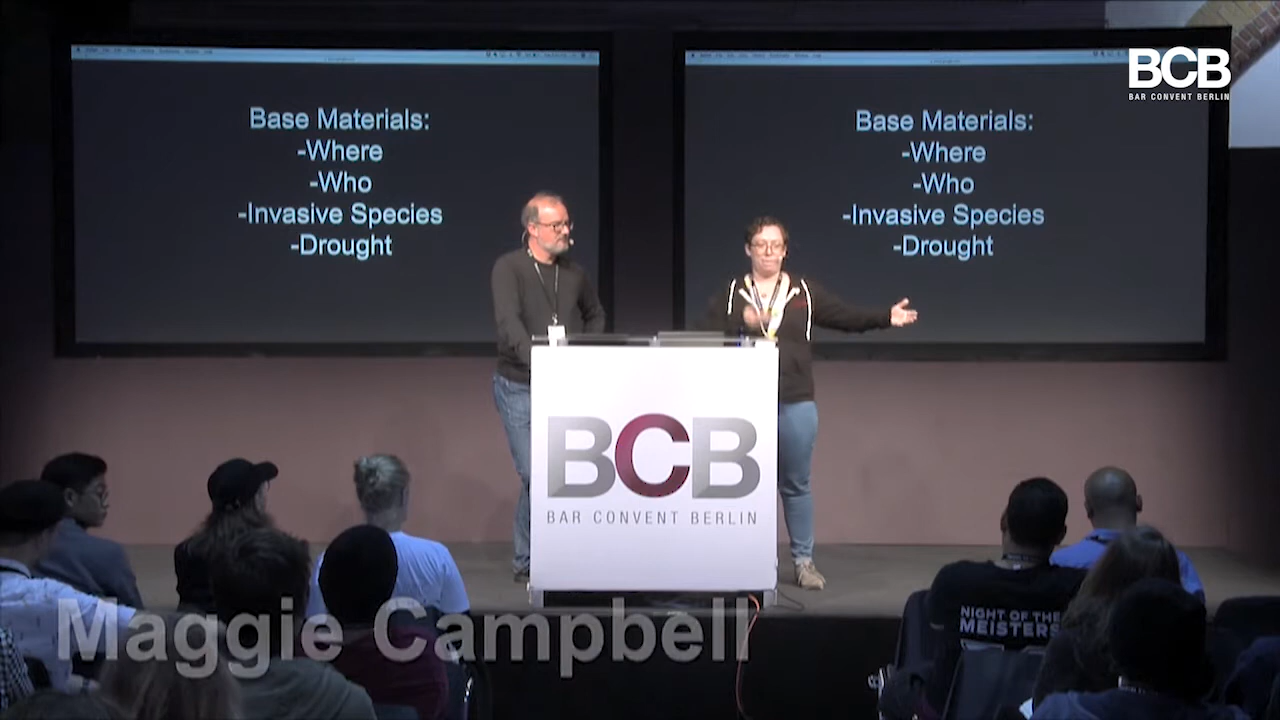 BCB
BAR CONVENT BERLIN
Base Materials:
-Where
-Who
-Invasive Species
-Drought
Base Materials:
-Where
-Who
-Invasive Species
-Drought
BCB
BAR CONVENT BERLIN
NIGHT OF THE
MEISTERS
Maggie Campbell